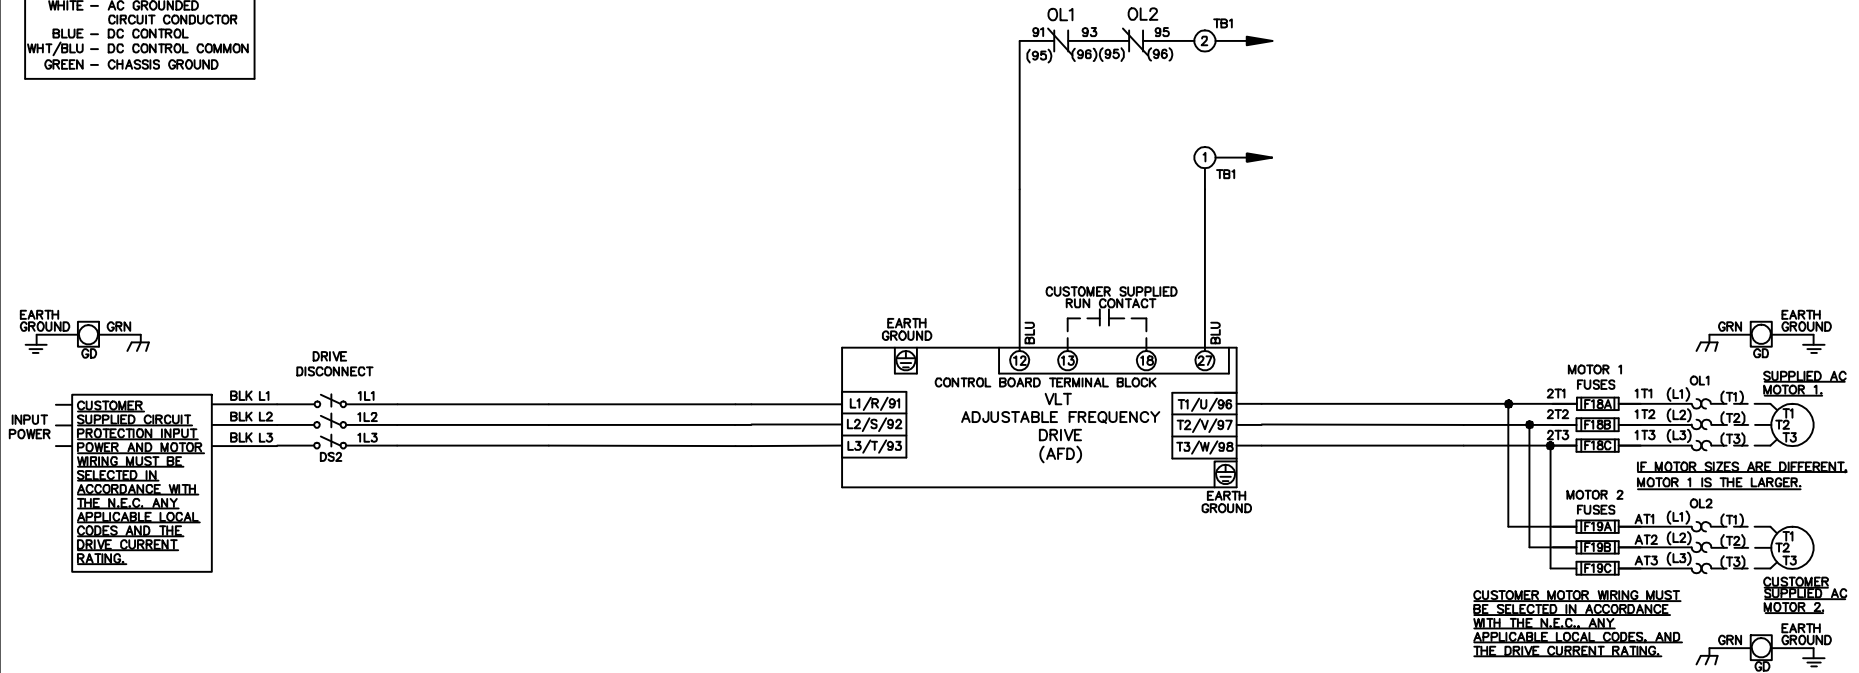 WHITE – AC GROUNDED
CIRCUIT CONDUCTOR
BLUE – DC CONTROL
WHT/BLU – DC CONTROL COMMON
GREEN – CHASSIS GROUND
OL1 OL2
91 93 95 2 TB1
(95) (96)(95) (96)
1
TB1
CUSTOMER SUPPLIED
RUN CONTACT
BLU BLU
EARTH
GROUND
12 13 18 27
CONTROL BOARD TERMINAL BLOCK
VLT
ADJUSTABLE FREQUENCY
DRIVE
(AFD)
L1/R/91
L2/S/92
L3/T/93
T1/U/96
T2/V/97
T3/W/98
EARTH
GROUND
EARTH
GROUND GRN
GD
DRIVE
DISCONNECT
INPUT
POWER
CUSTOMER
SUPPLIED CIRCUIT
PROTECTION INPUT
POWER AND MOTOR
WIRING MUST BE
SELECTED IN
ACCORDANCE WITH
THE N.E.C. ANY
APPLICABLE LOCAL
CODES AND THE
DRIVE CURRENT
RATING.
BLK L1 1L1
BLK L2 1L2
BLK L3 1L3
DS2
GRN EARTH
GROUND
GD
MOTOR 1
FUSES
OL1
SUPPLIED AC
MOTOR 1.
2T1 F18A 1T1 (L1) (T1)
2T2 F18B 1T2 (L2) (T2)
2T3 F18C 1T3 (L3) (T3)
T1
T2
T3
IF MOTOR SIZES ARE DIFFERENT,
MOTOR 1 IS THE LARGER.
MOTOR 2
FUSES
OL2
F19A AT1 (L1) (T1)
F19B AT2 (L2) (T2)
F19C AT3 (L3) (T3)
T1
T2
T3
CUSTOMER
SUPPLIED AC
MOTOR 2.
CUSTOMER MOTOR WIRING MUST
BE SELECTED IN ACCORDANCE
WITH THE N.E.C., ANY
APPLICABLE LOCAL CODES, AND
THE DRIVE CURRENT RATING.
GRN EARTH
GROUND
GD